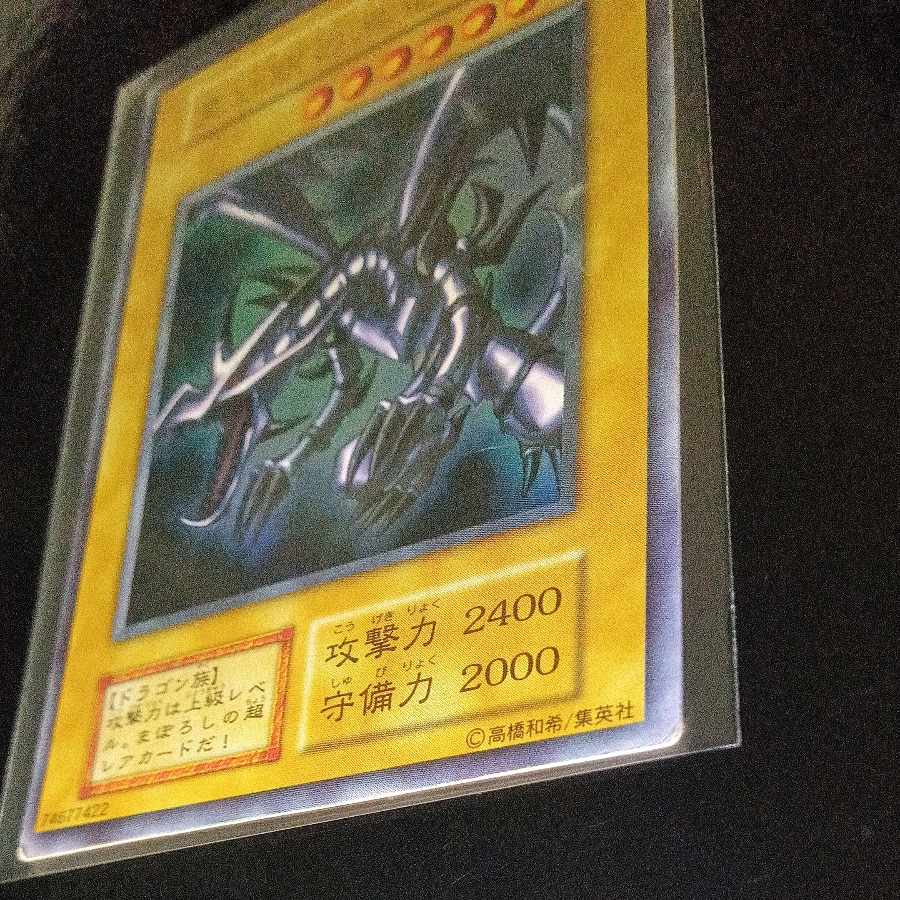 こう げき りょく
攻撃力 2400
しゅ び りょく
守備力 2000
【ドラゴン族】
攻撃力は上級レベ
ル。まぼろしの超
レアカードだ！
©高橋和希/集英社
74677422